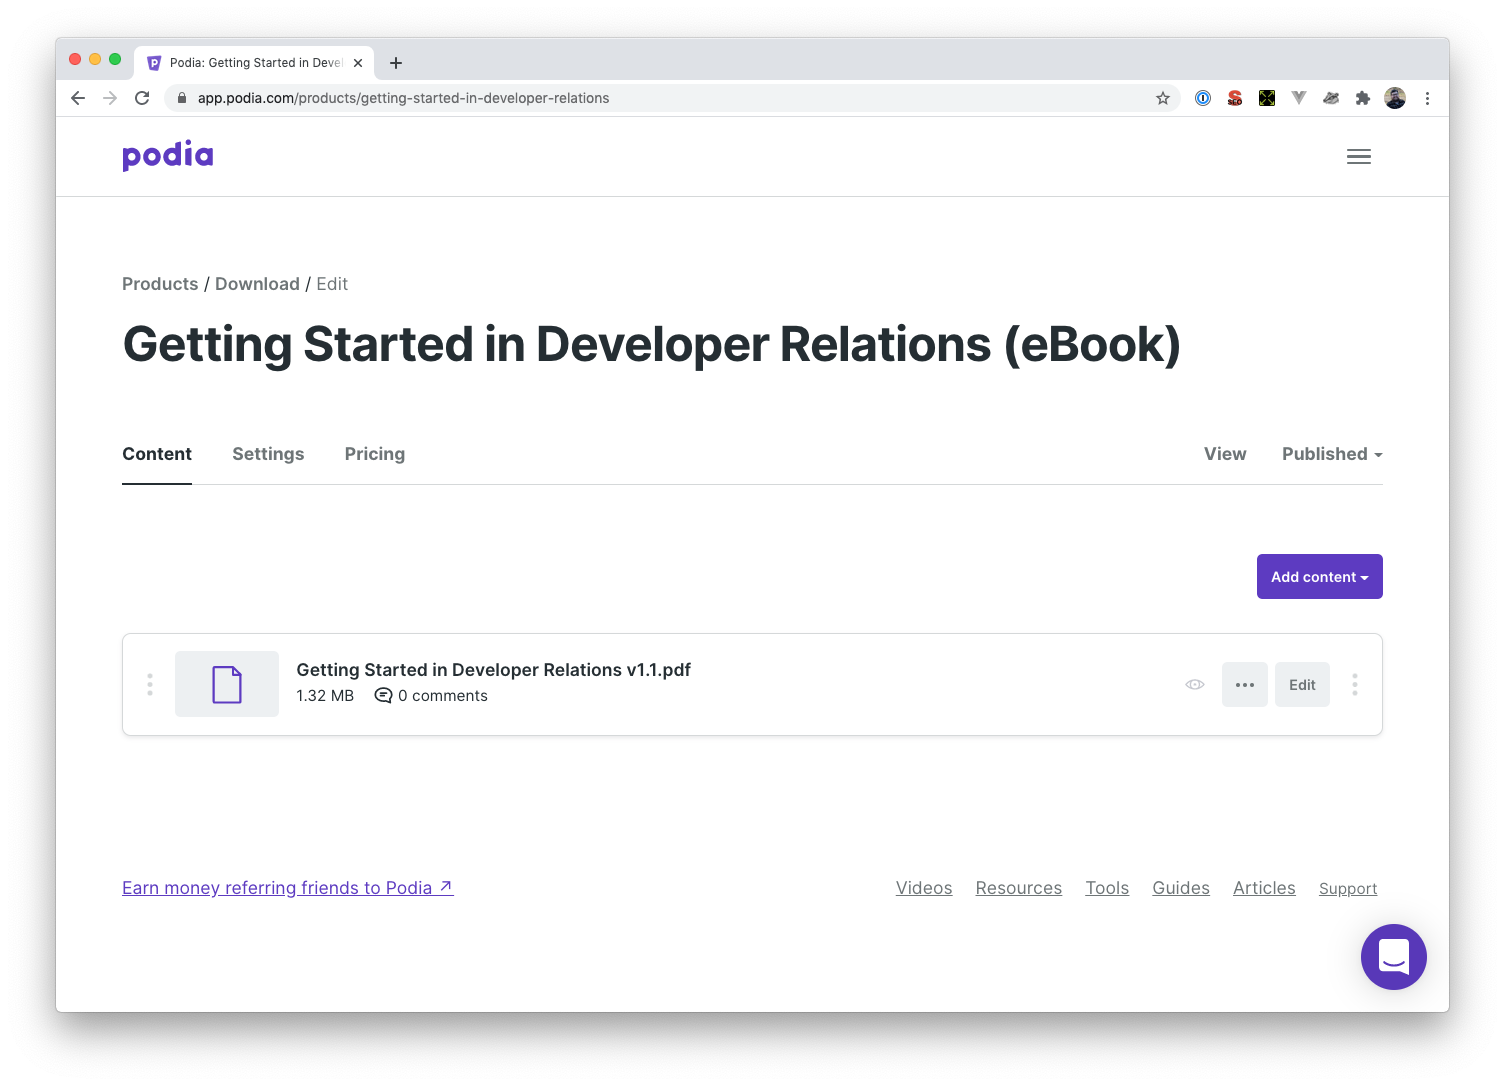 Podia: Getting Started in Devel
app.podia.com/products/getting-started-in-developer-relations
podia
Products / Download / Edit
Getting Started in Developer Relations (eBook)
Content Settings Pricing View Published
Add content
Getting Started in Developer Relations v1.1.pdf
1.32 MB 0 comments
Edit
Earn money referring friends to Podia ↗
Videos Resources Tools Guides Articles Support